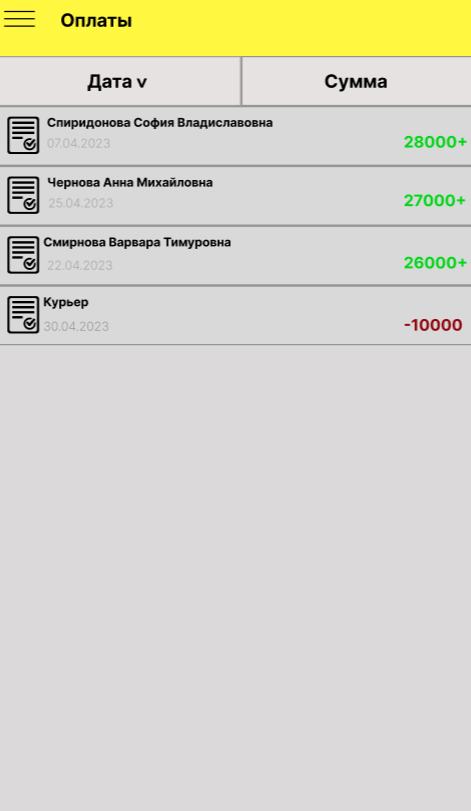 Оплаты
Дата v
Сумма
Спиридонова София Владиславовна
07.04.2023
28000+
Чернова Анна Михайловна
25.04.2023
27000+
Смирнова Варвара Тимуровна
22.04.2023
26000+
Курьер
30.04.2023
-10000